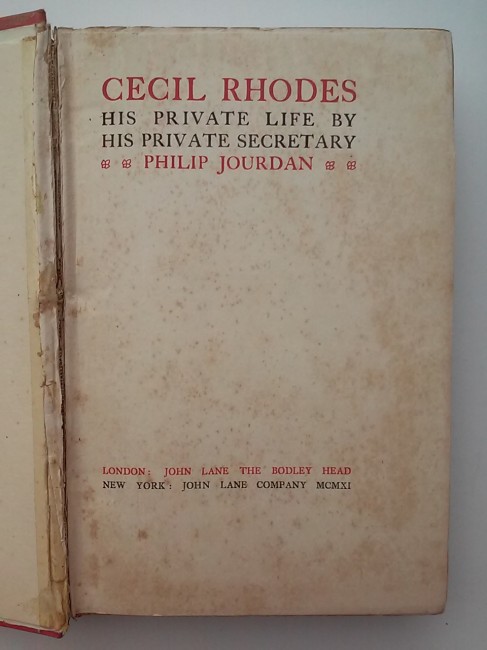 CECIL RHODES
HIS PRIVATE LIFE BY
HIS PRIVATE SECRETARY
PHILIP JOURDAN
LONDON: JOHN LANE THE BODLEY HEAD
NEW YORK: JOHN LANE COMPANY MCMXI